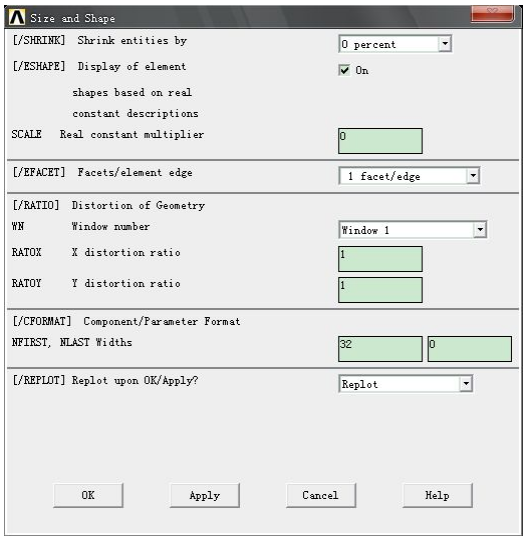 Size and Shape
[/SHRINK] Shrink entities by 0 percent
[/ESHAPE] Display of element On
shapes based on real
constant descriptions
SCALE Real constant multiplier 0
[/EFACET] Facets/element edge 1 facet/edge
[/RATIO] Distortion of Geometry
WN Window number Window 1
RATOX X distortion ratio 1
RATOY Y distortion ratio 1
[/CFORMAT] Component/Parameter Format
NFIRST, NLAST Widths 32 0
[/REPLOT] Replot upon OK/Apply? Replot
OK Apply Cancel Help